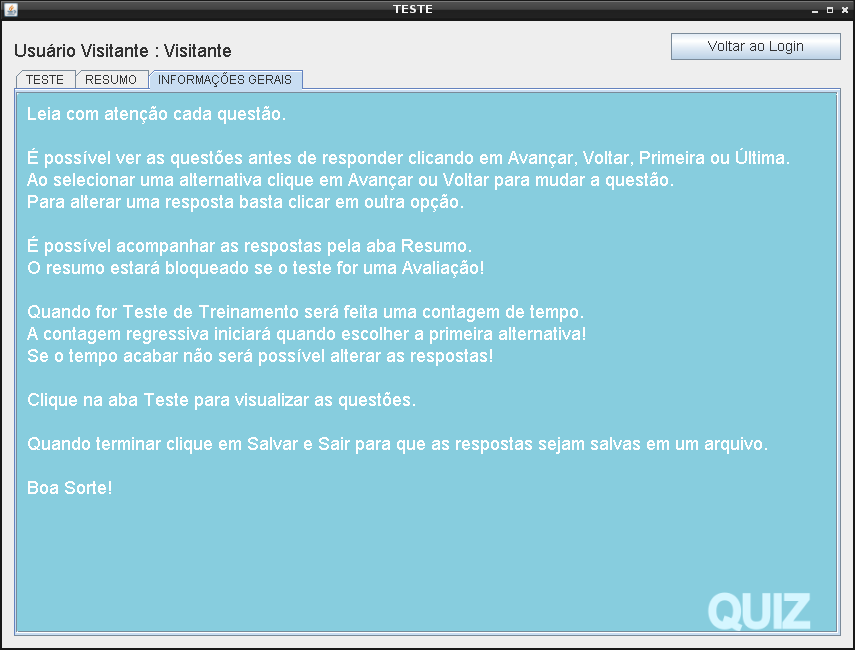 TESTE
Usuário Visitante : Visitante
Voltar ao Login
TESTE
RESUMO
INFORMAÇÕES GERAIS
Leia com atenção cada questão.
É possível ver as questões antes de responder clicando em Avançar, Voltar, Primeira ou Última.
Ao selecionar uma alternativa clique em Avançar ou Voltar para mudar a questão.
Para alterar uma resposta basta clicar em outra opção.
É possível acompanhar as respostas pela aba Resumo.
O resumo estará bloqueado se o teste for uma Avaliação!
Quando for Teste de Treinamento será feita uma contagem de tempo.
A contagem regressiva iniciará quando escolher a primeira alternativa!
Se o tempo acabar não será possível alterar as respostas!
Clique na aba Teste para visualizar as questões.
Quando terminar clique em Salvar e Sair para que as respostas sejam salvas em um arquivo.
Boa Sorte!
QUIZ